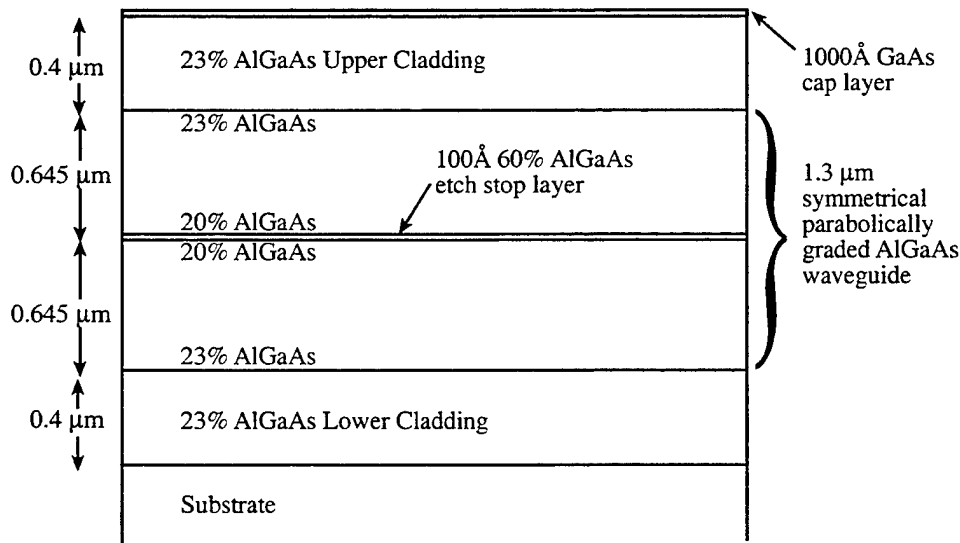 0.4 μm
23% AlGaAs Upper Cladding
1000Å GaAs
cap layer
23% AlGaAs
0.645 μm
100Å 60% AlGaAs
etch stop layer
20% AlGaAs
1.3 μm
symmetrical
parabolically
graded AlGaAs
waveguide
20% AlGaAs
0.645 μm
23% AlGaAs
0.4 μm
23% AlGaAs Lower Cladding
Substrate